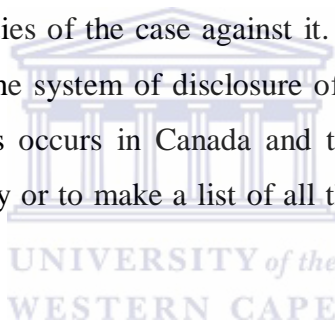 ies of the case against it.
he system of disclosure of
s occurs in Canada and t
y or to make a list of all t
UNIVERSITY of the
WESTERN CAPE